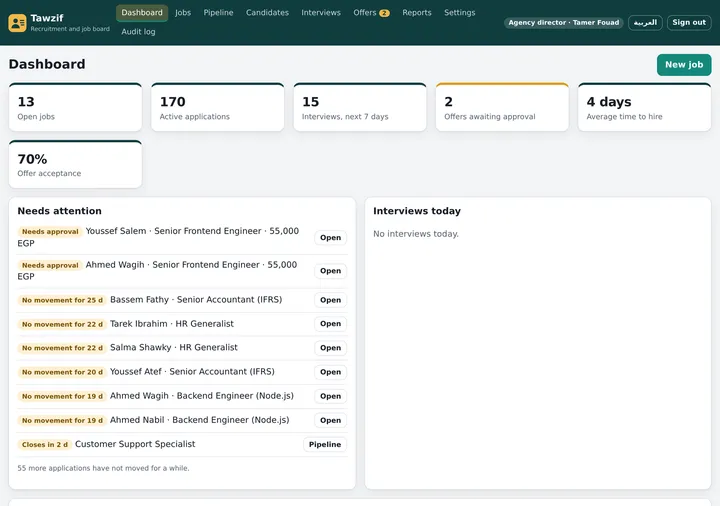 Tawzif
Recruitment and job board
Dashboard Jobs Pipeline Candidates Interviews Offers 2 Reports Settings
Audit log
Agency director · Tamer Fouad العربية Sign out
Dashboard
New job
13
Open jobs
170
Active applications
15
Interviews, next 7 days
2
Offers awaiting approval
4 days
Average time to hire
70%
Offer acceptance
Needs attention
Needs approval Youssef Salem · Senior Frontend Engineer · 55,000
EGP
Open
Needs approval Ahmed Wagih · Senior Frontend Engineer · 55,000
EGP
Open
No movement for 25 d Bassem Fathy · Senior Accountant (IFRS) Open
No movement for 22 d Tarek Ibrahim · HR Generalist Open
No movement for 22 d Salma Shawky · HR Generalist Open
No movement for 20 d Youssef Atef · Senior Accountant (IFRS) Open
No movement for 19 d Ahmed Wagih · Backend Engineer (Node.js) Open
No movement for 19 d Ahmed Nabil · Backend Engineer (Node.js) Open
Closes in 2 d Customer Support Specialist Pipeline
55 more applications have not moved for a while.
Interviews today
No interviews today.